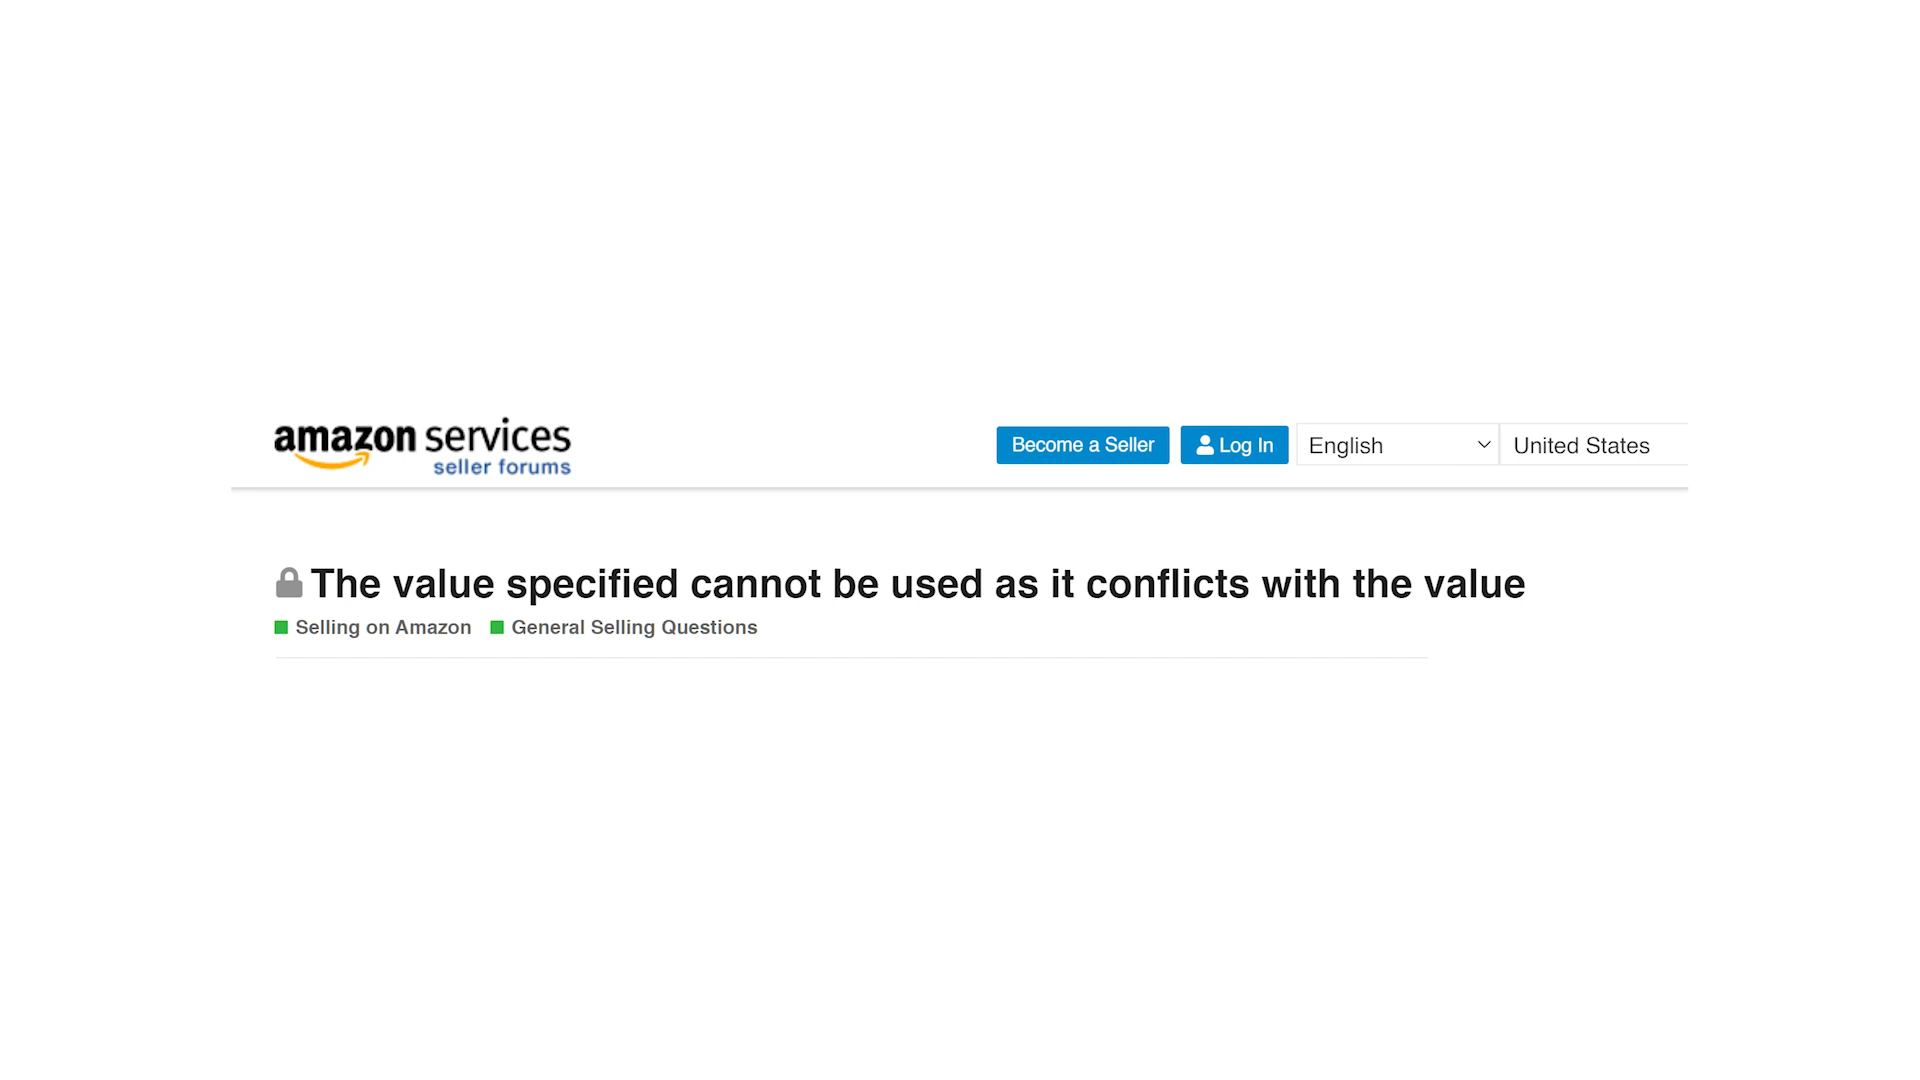 amazon services
seller forums
Become a Seller Log In English United States
The value specified cannot be used as it conflicts with the value
Selling on Amazon General Selling Questions